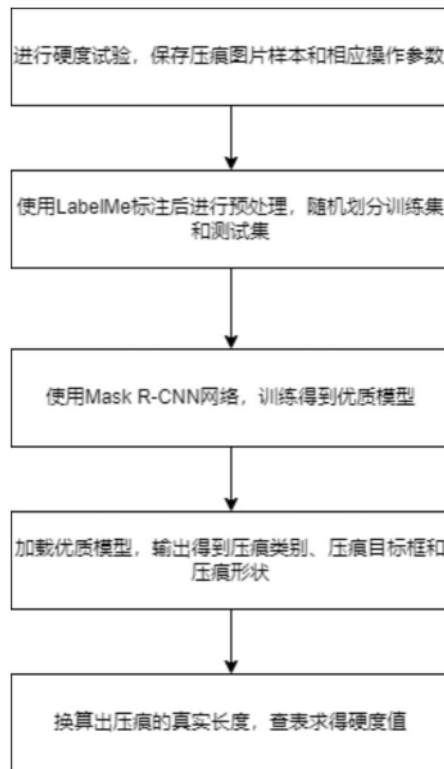 进行硬度试验，保存压痕图片样本和相应操作参数
使用LabelMe标注后进行预处理，随机划分训练集
和测试集
使用Mask R-CNN网络，训练得到优质模型
加载优质模型，输出得到压痕类别、压痕目标框和
压痕形状
换算出压痕的真实长度，查表求得硬度值